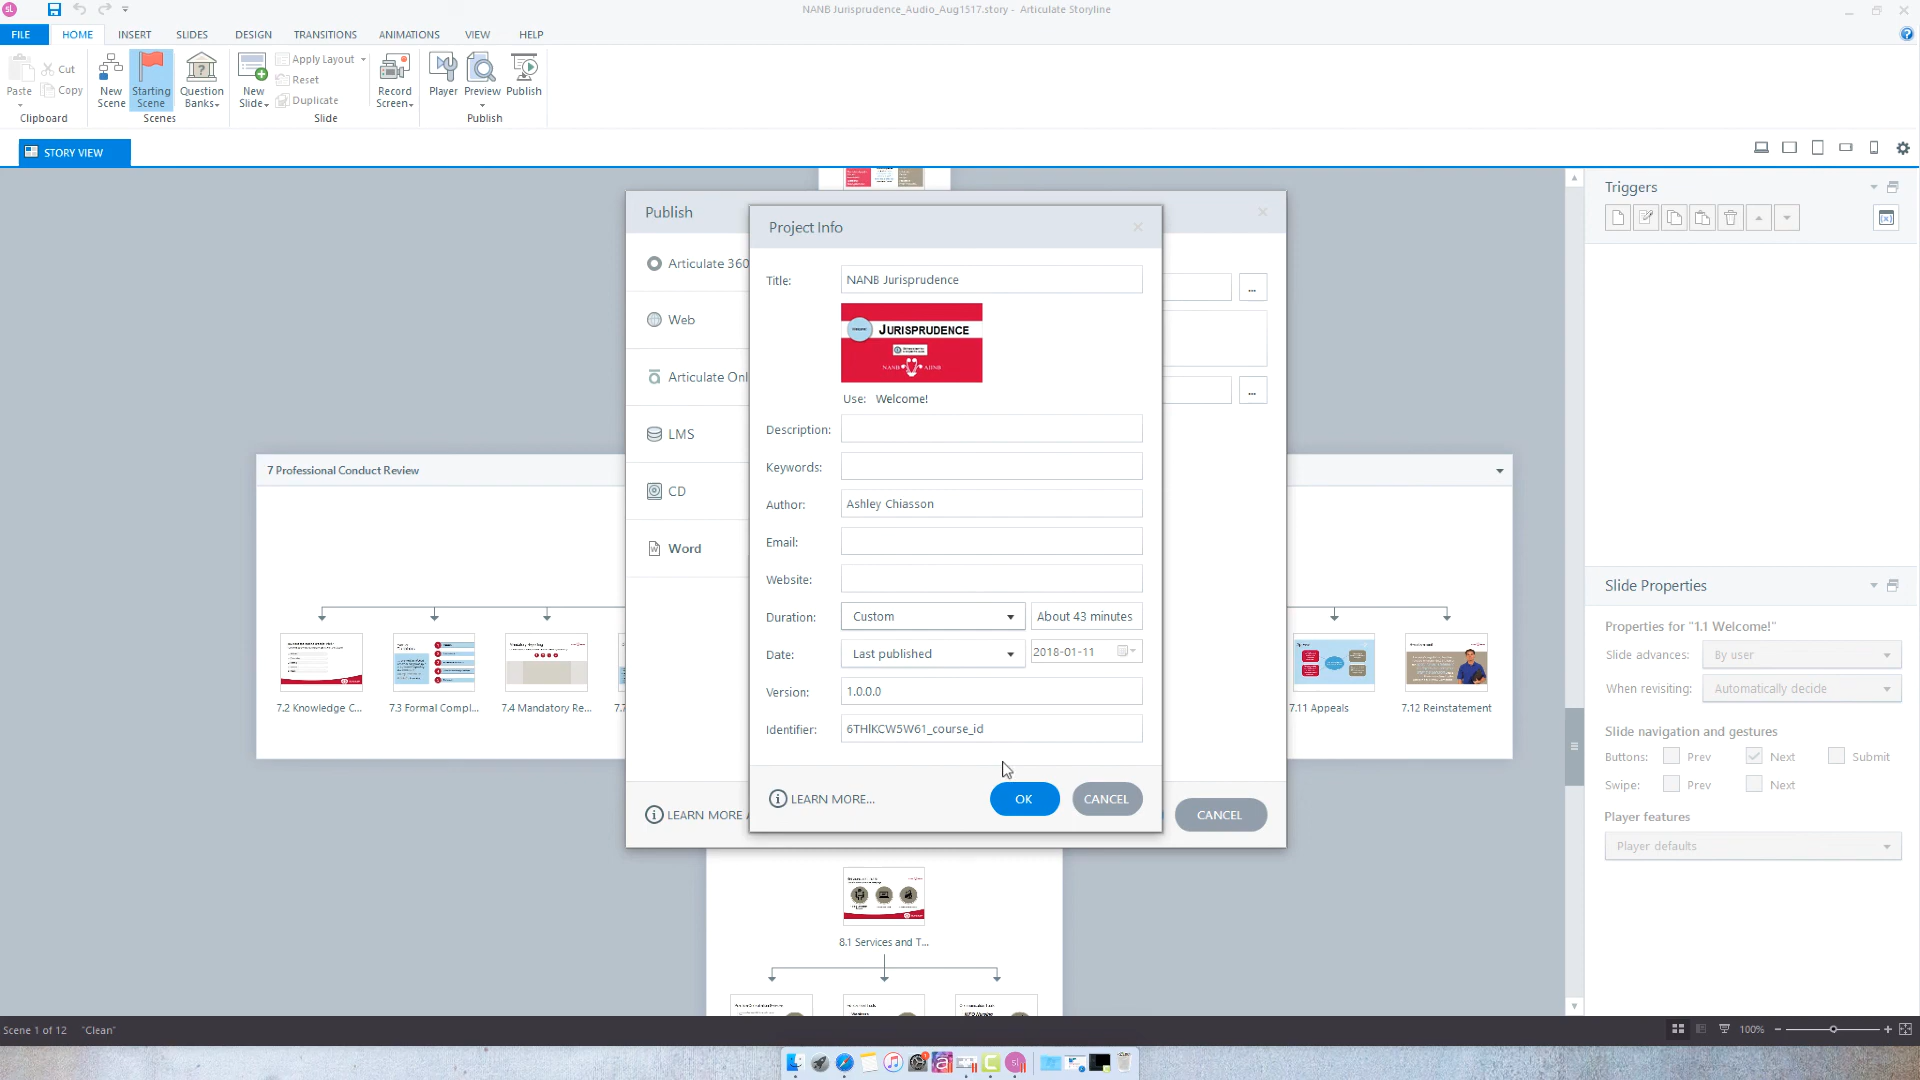 NANB Jurisprudence_Audio_Aug1517.story - Articulate Storyline
FILE HOME INSERT SLIDES DESIGN TRANSITIONS ANIMATIONS VIEW HELP
Paste
Cut
Copy
Clipboard
New Scene
Starting Scene
Question Banks
Scenes
New Slide
Apply Layout
Reset
Duplicate
Slide
Record Screen
Player
Preview
Publish
Publish
STORY VIEW
Publish
Articulate 360
Web
Articulate Onl
LMS
CD
Word
LEARN MORE
CANCEL
...
...
Project Info
Title: NANB Jurisprudence
JURISPRUDENCE
Use: Welcome!
Description:
Keywords:
Author: Ashley Chiasson
Email:
Website:
Duration: Custom About 43 minutes
Date: Last published 2018-01-11
Version: 1.0.0.0
Identifier: 6THlKCW5W61_course_id
LEARN MORE...
OK
CANCEL
7 Professional Conduct Review
7.2 Knowledge C...
7.3 Formal Compl...
7.4 Mandatory Re...
7.11 Appeals
7.12 Reinstatement
8.1 Services and T...
Triggers
Slide Properties
Properties for "1.1 Welcome!"
Slide advances: By user
When revisiting: Automatically decide
Slide navigation and gestures
Buttons: Prev Next Submit
Swipe: Prev Next
Player features
Player defaults
Scene 1 of 12 "Clean"
100%